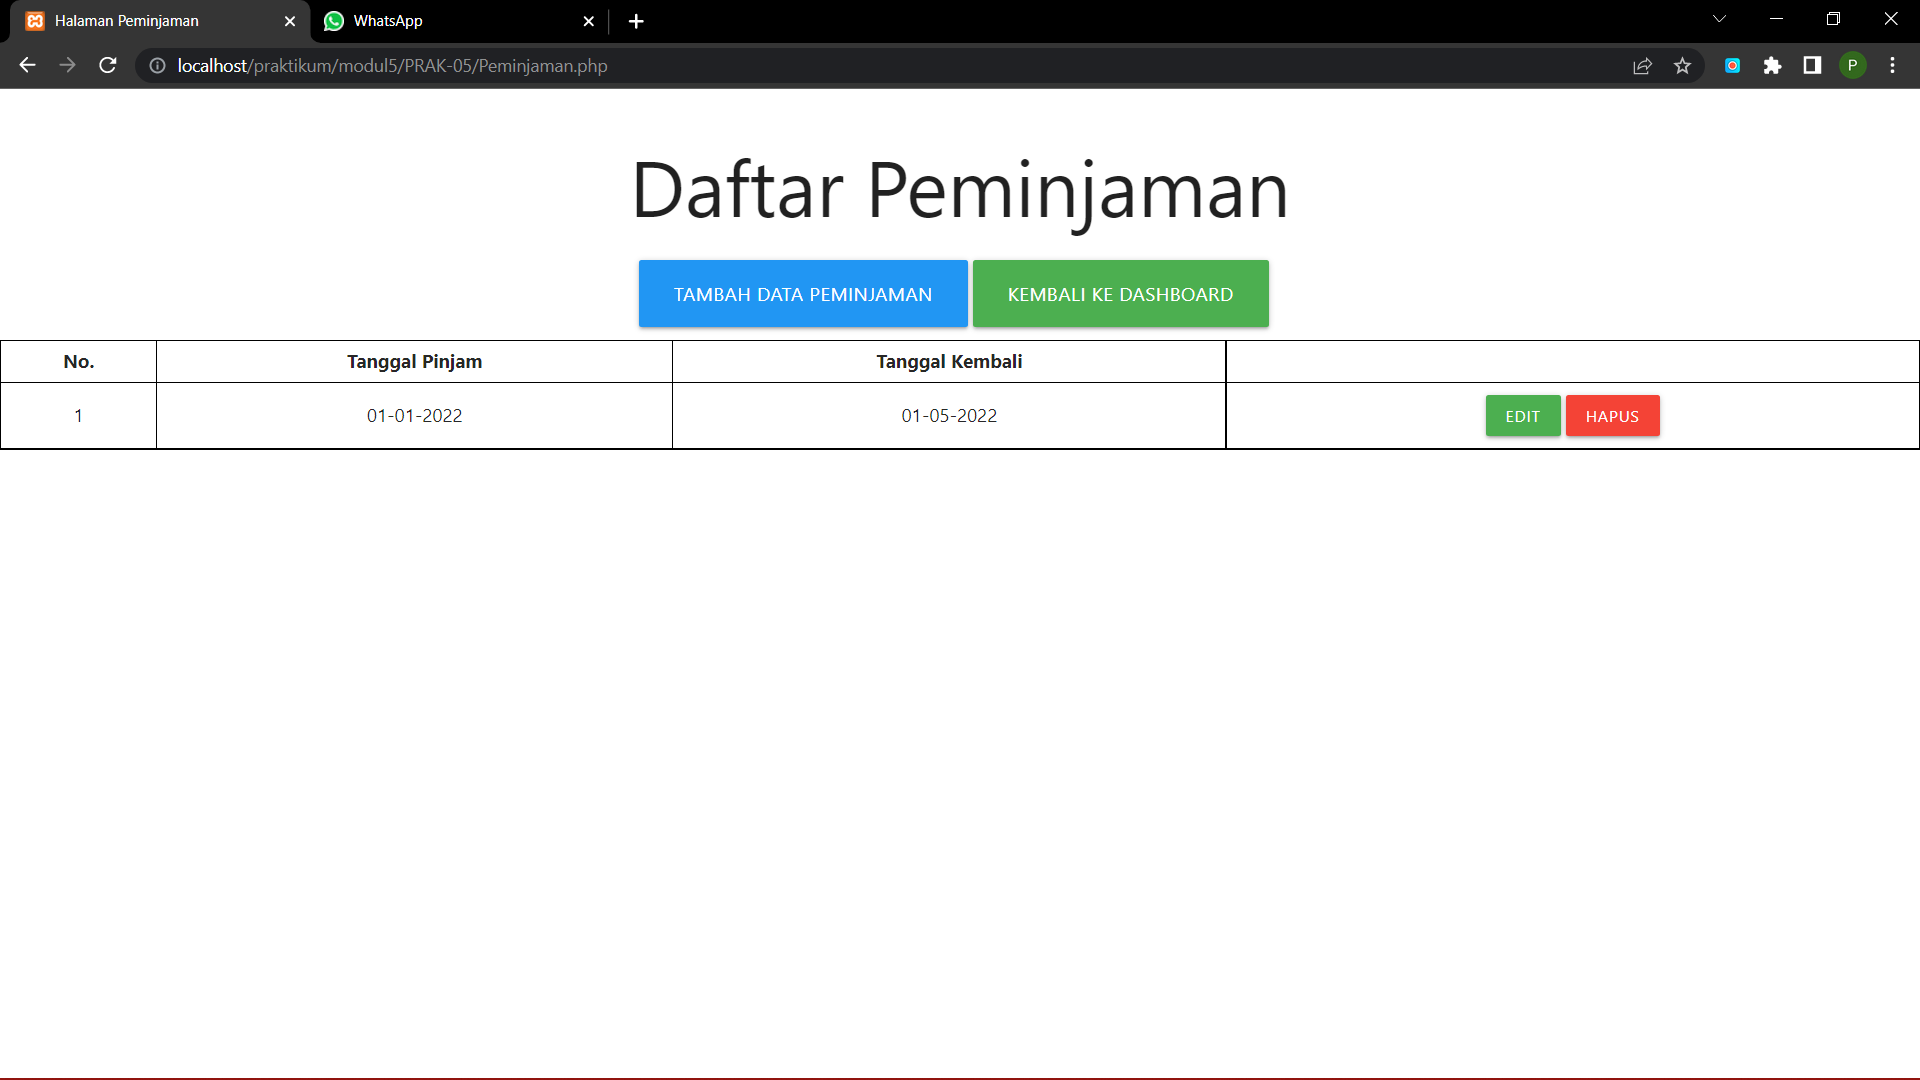 Halaman Peminjaman
WhatsApp
localhost/praktikum/modul5/PRAK-05/Peminjaman.php
P
Daftar Peminjaman
TAMBAH DATA PEMINJAMAN KEMBALI KE DASHBOARD
No. Tanggal Pinjam Tanggal Kembali
1 01-01-2022 01-05-2022 EDIT HAPUS